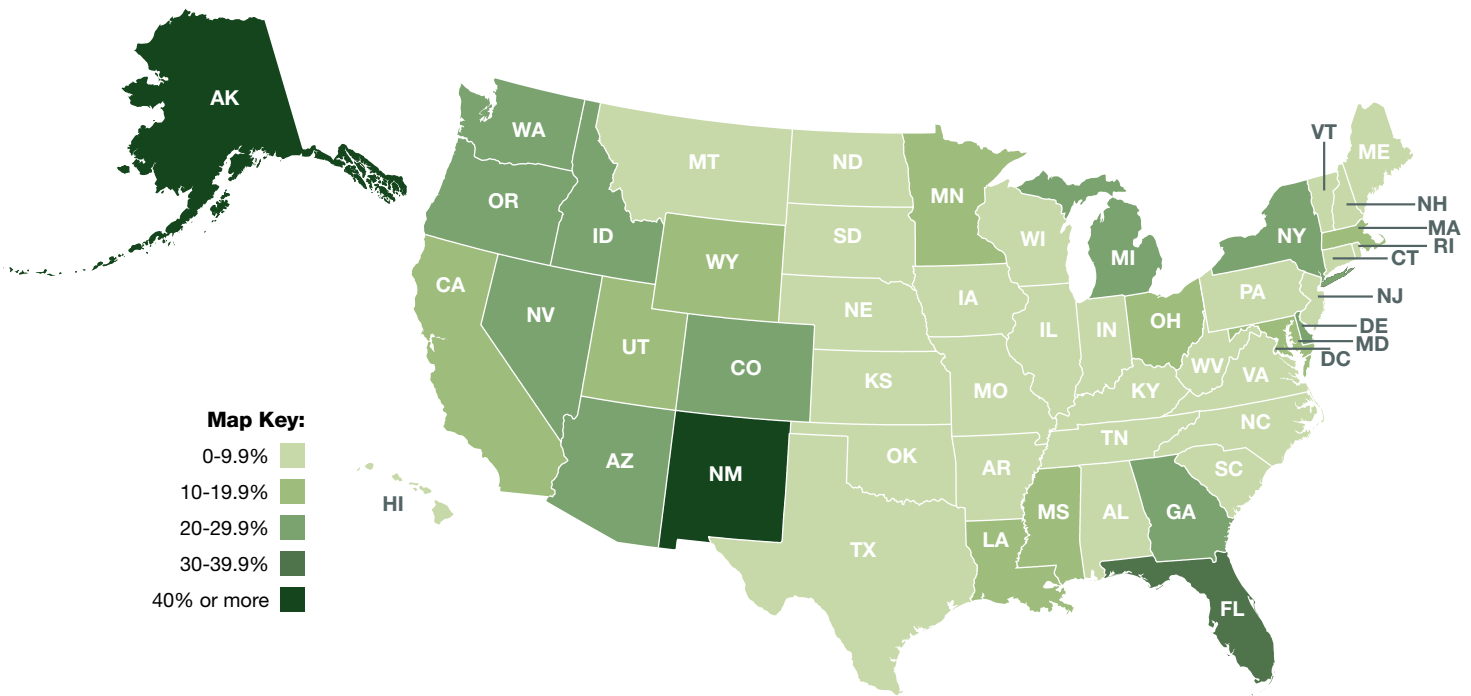 AK
WA
MT
ND
MN
VT
ME
OR
ID
SD
WI
MI
NY
NH
MA
RI
CT
CA
NV
WY
UT
NE
IA
IL
IN
OH
PA
NJ
DE
MD
DC
CO
KS
MO
KY
WV
VA
AZ
NM
OK
AR
TN
NC
SC
TX
LA
MS
AL
GA
FL
HI
Map Key:
0-9.9%
10-19.9%
20-29.9%
30-39.9%
40% or more